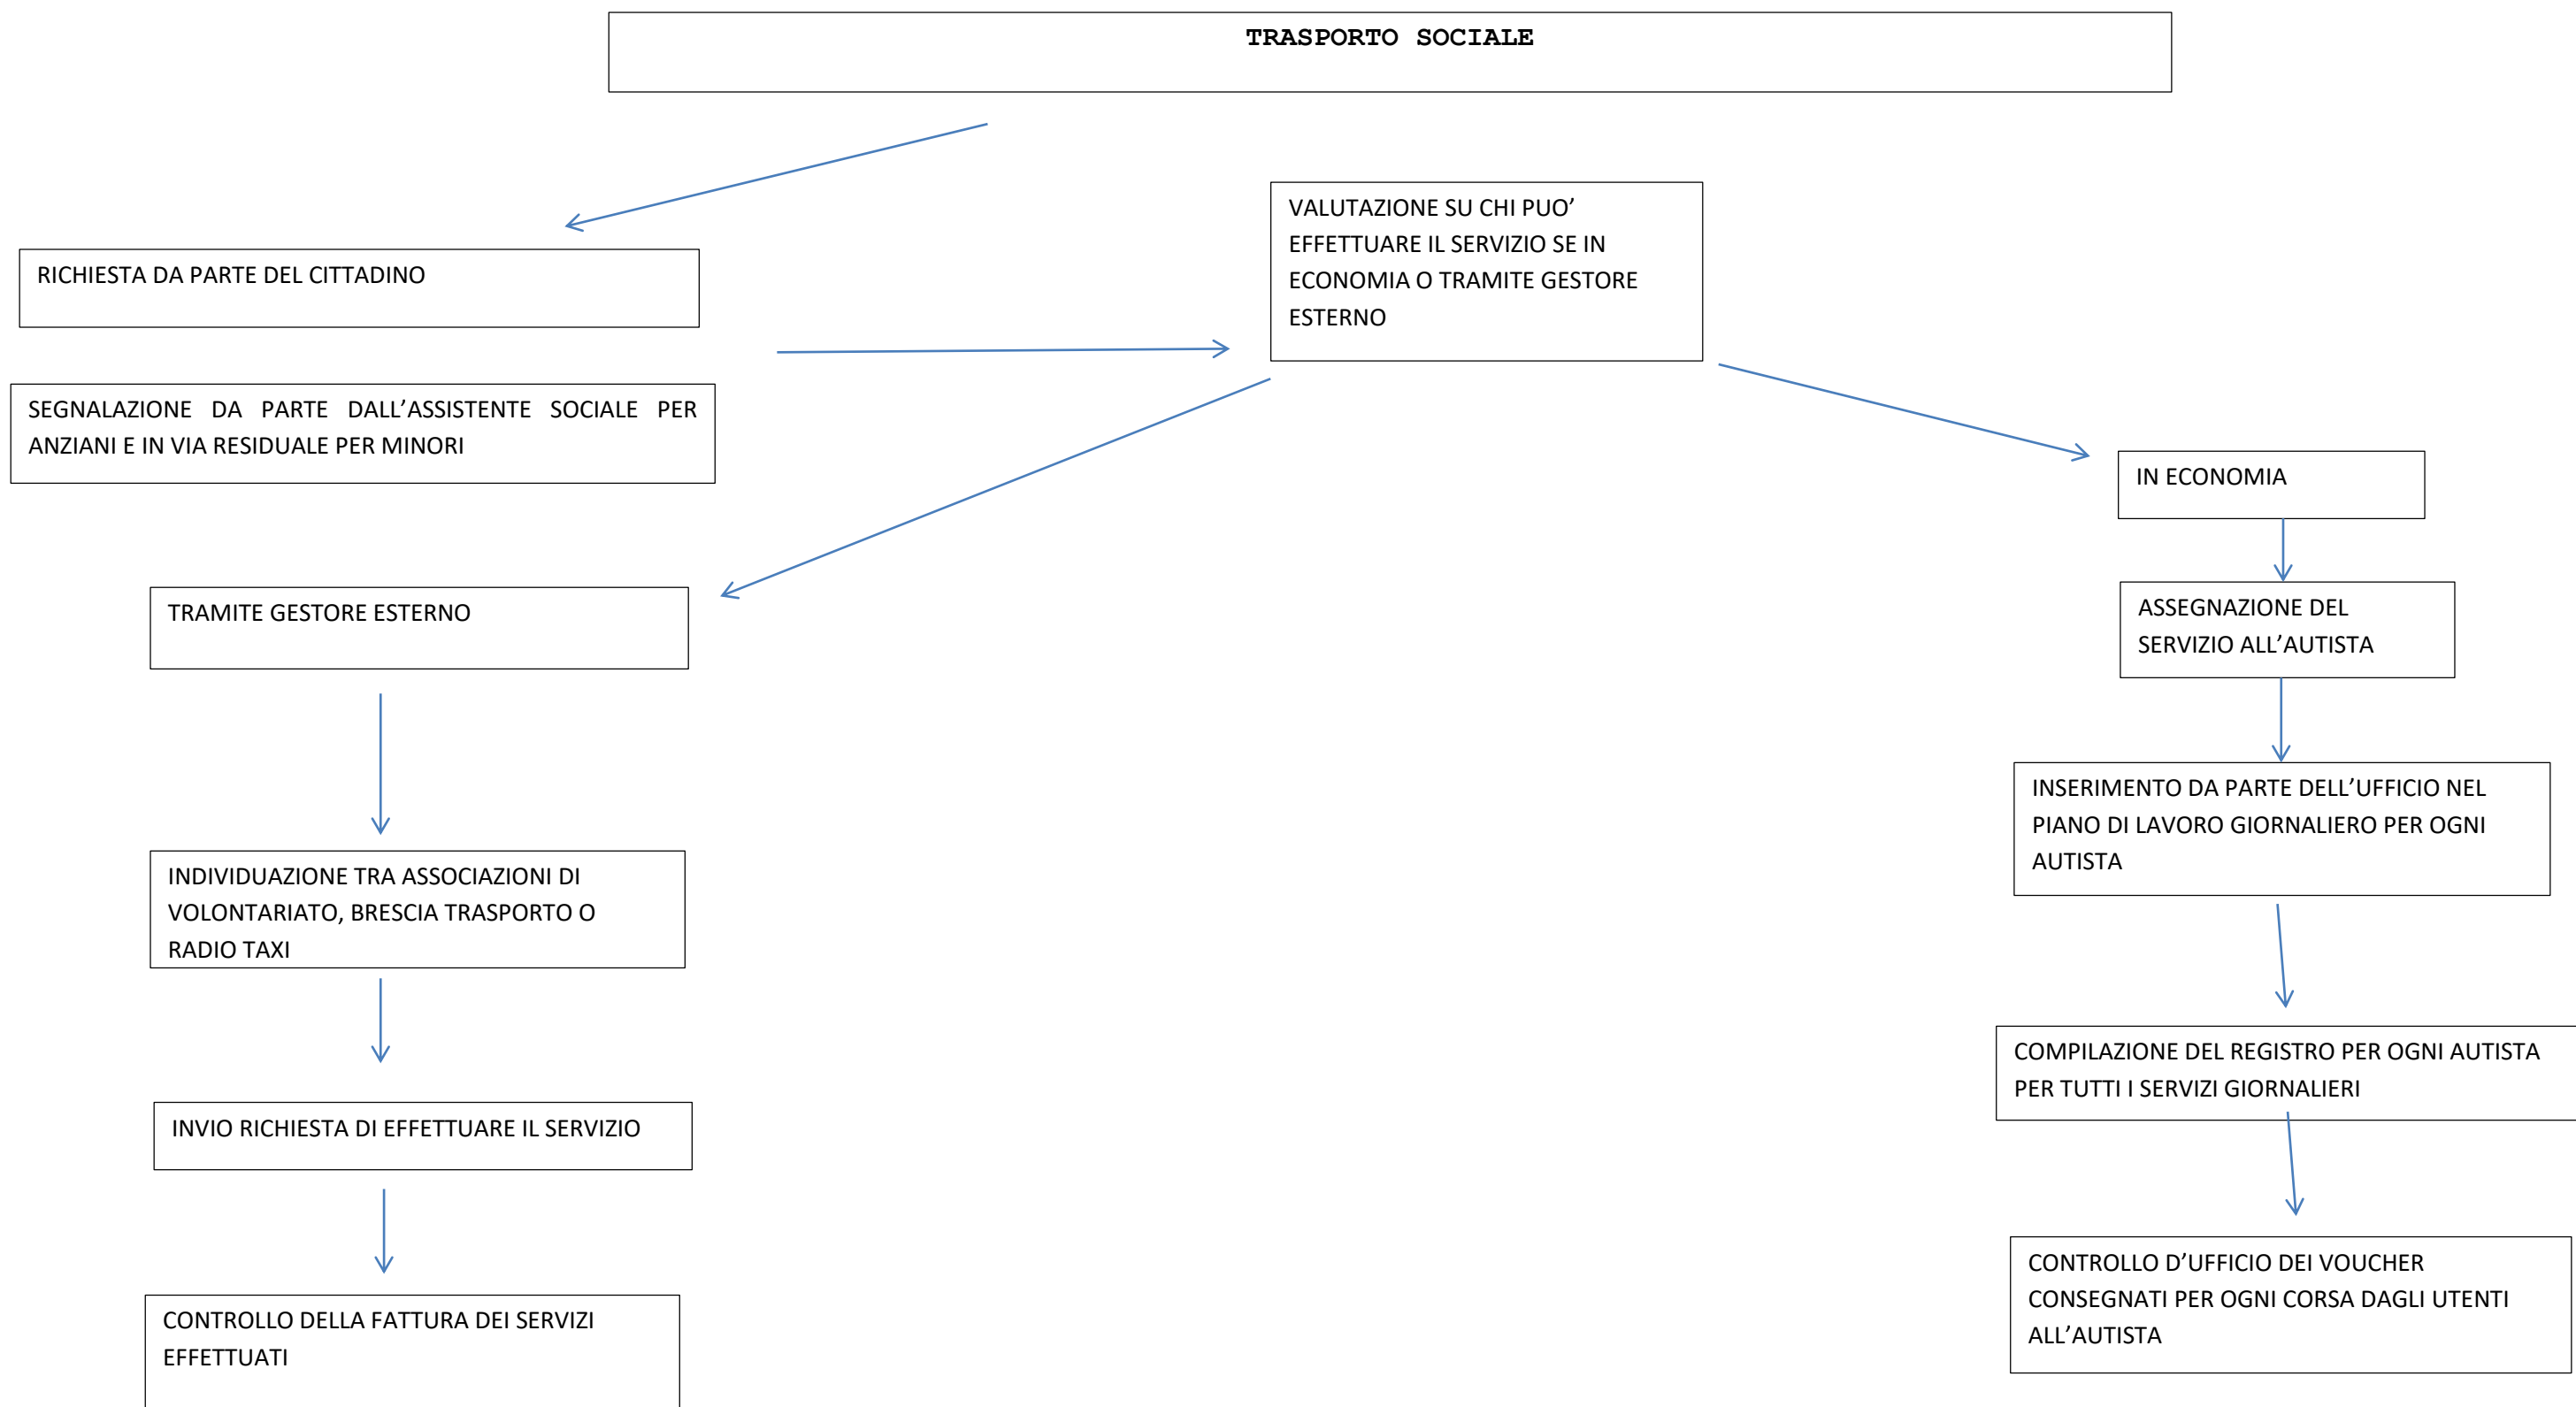 TRASPORTO SOCIALE
VALUTAZIONE SU CHI PUO’
EFFETTUARE IL SERVIZIO SE IN
ECONOMIA O TRAMITE GESTORE
ESTERNO
RICHIESTA DA PARTE DEL CITTADINO
SEGNALAZIONE DA PARTE DALL’ASSISTENTE SOCIALE PER
ANZIANI E IN VIA RESIDUALE PER MINORI
IN ECONOMIA
TRAMITE GESTORE ESTERNO
ASSEGNAZIONE DEL
SERVIZIO ALL’AUTISTA
INSERIMENTO DA PARTE DELL’UFFICIO NEL
PIANO DI LAVORO GIORNALIERO PER OGNI
AUTISTA
INDIVIDUAZIONE TRA ASSOCIAZIONI DI
VOLONTARIATO, BRESCIA TRASPORTO O
RADIO TAXI
COMPILAZIONE DEL REGISTRO PER OGNI AUTISTA
PER TUTTI I SERVIZI GIORNALIERI
INVIO RICHIESTA DI EFFETTUARE IL SERVIZIO
CONTROLLO D’UFFICIO DEI VOUCHER
CONSEGNATI PER OGNI CORSA DAGLI UTENTI
ALL’AUTISTA
CONTROLLO DELLA FATTURA DEI SERVIZI
EFFETTUATI